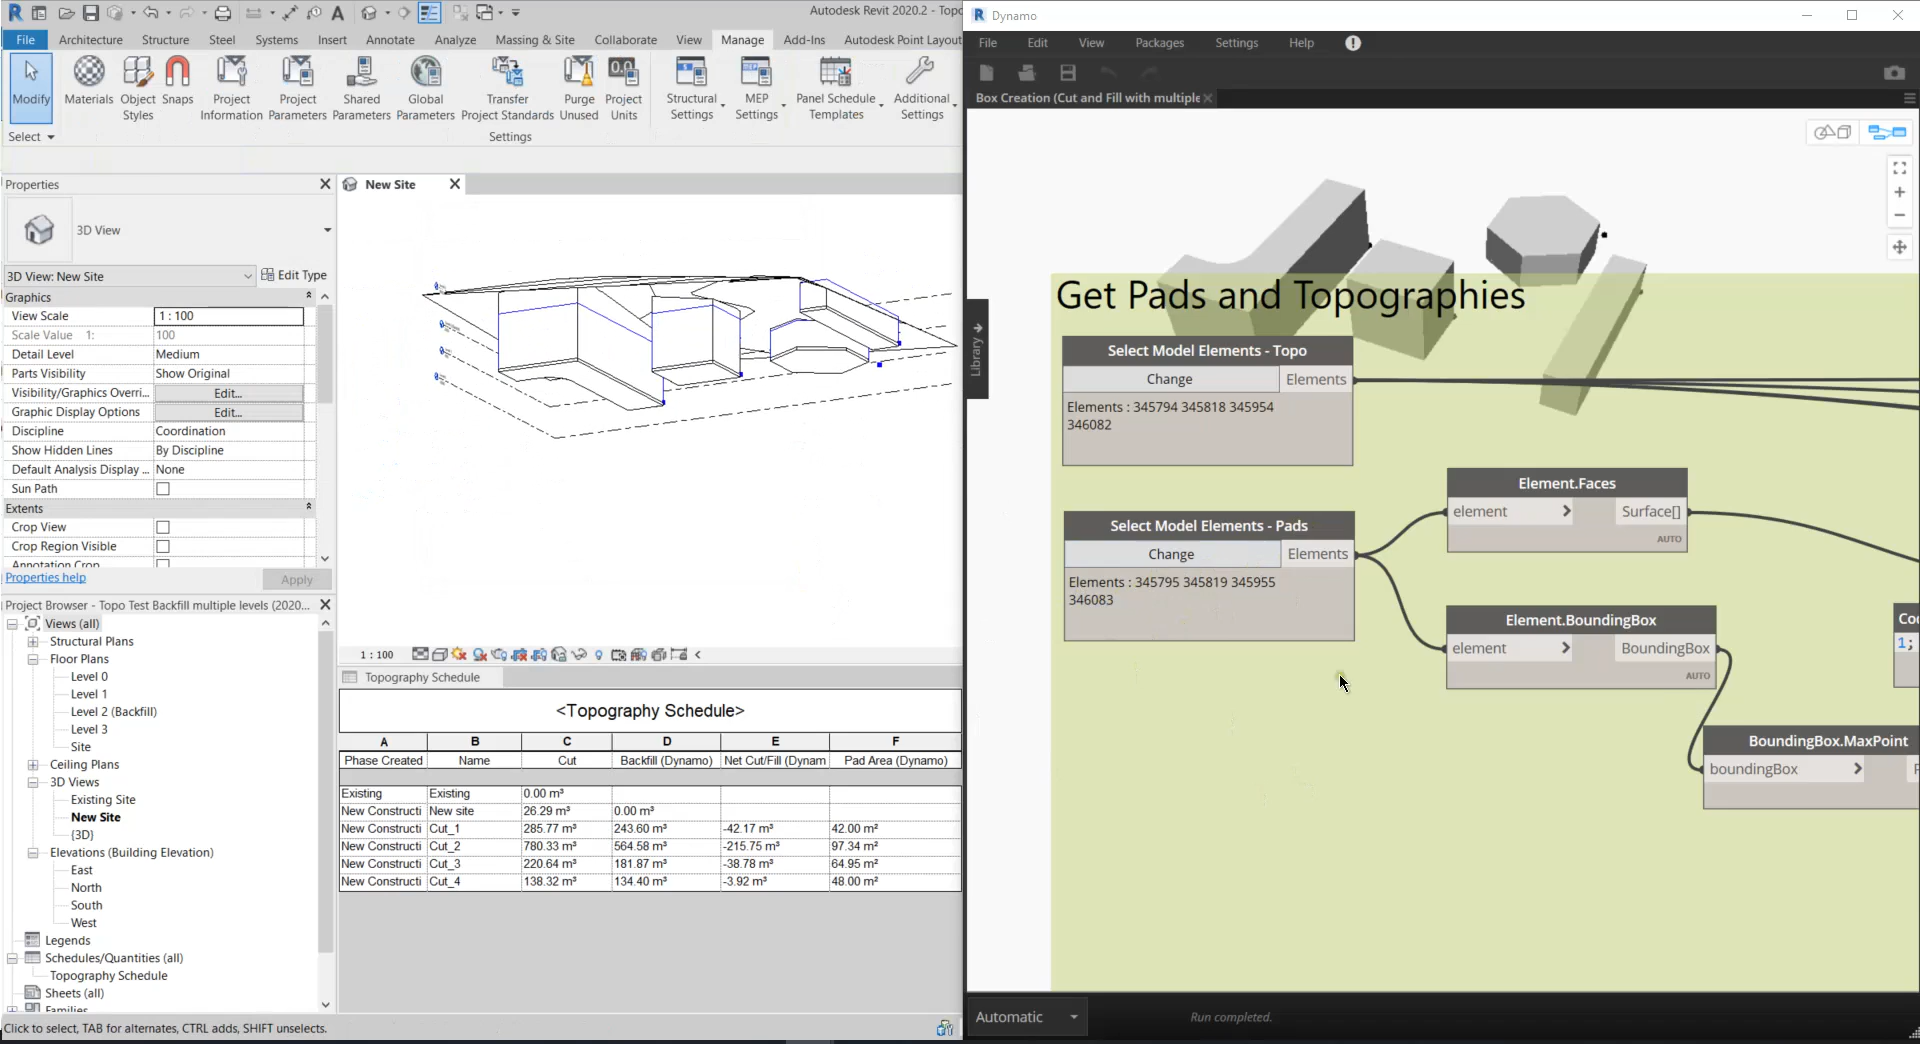 Autodesk Revit 2020.2 - Topo
File Architecture Structure Steel Systems Insert Annotate Analyze Massing & Site Collaborate View Manage Add-Ins Autodesk Point Layout
Modify
Materials
Object
Styles
Snaps
Project
Information
Project
Parameters
Shared
Parameters
Global
Parameters
Transfer
Project Standards
Purge
Unused
Project
Units
Structural
Settings
MEP
Settings
Panel Schedule
Templates
Additional
Settings
Select
Settings
Properties
3D View
3D View: New Site
Edit Type
Graphics
View Scale 1 : 100
Scale Value 1: 100
Detail Level Medium
Parts Visibility Show Original
Visibility/Graphics Overri... Edit...
Graphic Display Options Edit...
Discipline Coordination
Show Hidden Lines By Discipline
Default Analysis Display ... None
Sun Path
Extents
Crop View
Crop Region Visible
Annotation Crop
Properties help
Apply
Project Browser - Topo Test Backfill multiple levels (2020...
Views (all)
Structural Plans
Floor Plans
Level 0
Level 1
Level 2 (Backfill)
Level 3
Site
Ceiling Plans
3D Views
Existing Site
New Site
{3D}
Elevations (Building Elevation)
East
North
South
West
Legends
Schedules/Quantities (all)
Topography Schedule
Sheets (all)
Families
Click to select, TAB for alternates, CTRL adds, SHIFT unselects.
New Site
1 : 100
Topography Schedule
<Topography Schedule>
A B C D E F
Phase Created Name Cut Backfill (Dynamo) Net Cut/Fill (Dynam Pad Area (Dynamo)
Existing Existing 0.00 m³
New Constructi New site 26.29 m³ 0.00 m³
New Constructi Cut_1 285.77 m³ 243.60 m³ -42.17 m³ 42.00 m²
New Constructi Cut_2 780.33 m³ 564.58 m³ -215.75 m³ 97.34 m²
New Constructi Cut_3 220.64 m³ 181.87 m³ -38.78 m³ 64.95 m²
New Constructi Cut_4 138.32 m³ 134.40 m³ -3.92 m³ 48.00 m²
Dynamo
File Edit View Packages Settings Help
Box Creation (Cut and Fill with multiple
Library
Get Pads and Topographies
Select Model Elements - Topo
Change Elements
Elements : 345794 345818 345954
346082
Select Model Elements - Pads
Change Elements
Elements : 345795 345819 345955
346083
Element.Faces
element > Surface[]
AUTO
Element.BoundingBox
element > BoundingBox
AUTO
Co
1;
BoundingBox.MaxPoint
boundingBox > P
Automatic
Run completed.